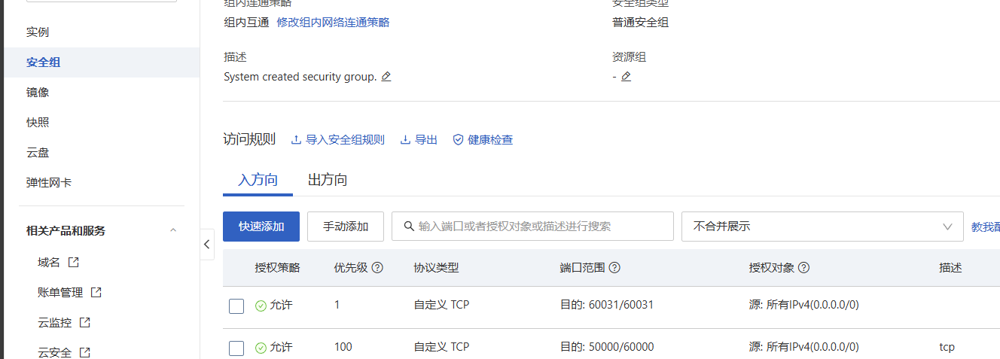 组内连通策略
安全组类型
组内互通 修改组内网络连通策略
普通安全组
实例
安全组
描述
资源组
System created security group.
-
镜像
快照
云盘
弹性网卡
访问规则 导入安全组规则 导出 健康检查
入方向 出方向
相关产品和服务
快速添加 手动添加 输入端口或者授权对象或描述进行搜索 不合并展示 教我
域名
账单管理
云监控
云安全
授权策略 优先级 协议类型 端口范围 授权对象 描述
允许 1 自定义 TCP 目的: 60031/60031 源: 所有IPv4(0.0.0.0/0)
允许 100 自定义 TCP 目的: 50000/60000 源: 所有IPv4(0.0.0.0/0) tcp